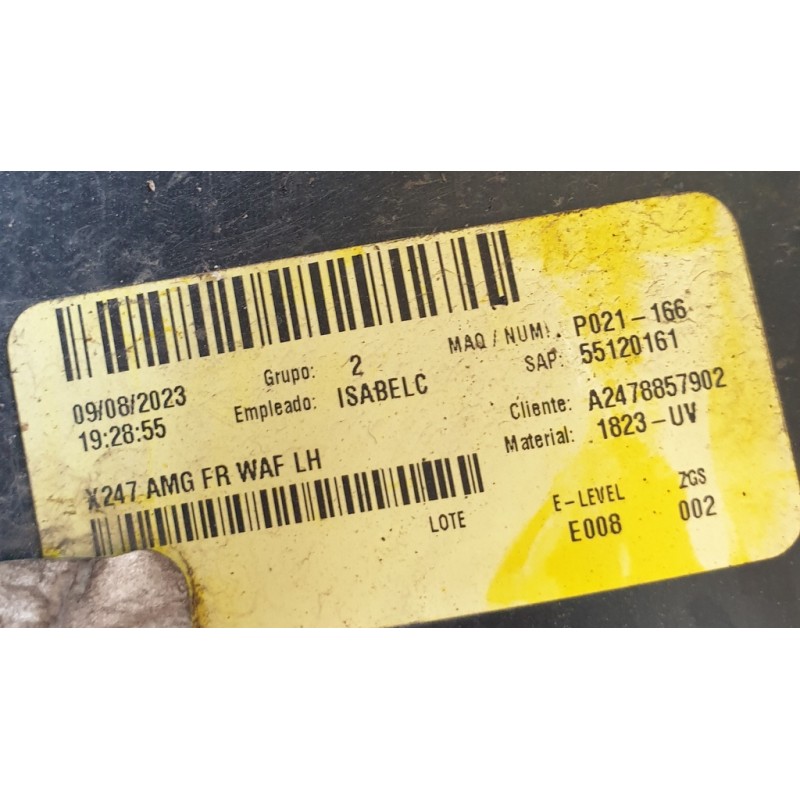 09/08/2023 Grupo: 2 MAQ / NUM: P021-166
19:28:55 Empleado: ISABELC SAP: 55120161
Cliente: A2478857902
X247 AMG FR WAF LH Material: 1823-UV
LOTE E-LEVEL ZGS
E008 002